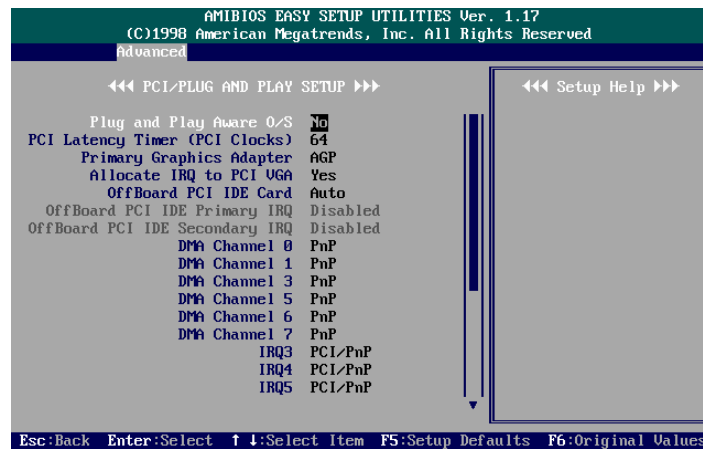 AMIBIOS EASY SETUP UTILITIES Ver. 1.17
(C)1998 American Megatrends, Inc. All Rights Reserved
Advanced
PCI/PLUG AND PLAY SETUP
Setup Help
Plug and Play Aware O/S No
PCI Latency Timer (PCI Clocks) 64
Primary Graphics Adapter AGP
Allocate IRQ to PCI VGA Yes
OffBoard PCI IDE Card Auto
OffBoard PCI IDE Primary IRQ Disabled
OffBoard PCI IDE Secondary IRQ Disabled
DMA Channel 0 PnP
DMA Channel 1 PnP
DMA Channel 3 PnP
DMA Channel 5 PnP
DMA Channel 6 PnP
DMA Channel 7 PnP
IRQ3 PCI/PnP
IRQ4 PCI/PnP
IRQ5 PCI/PnP
Esc:Back Enter:Select ↑ ↓:Select Item F5:Setup Defaults F6:Original Values